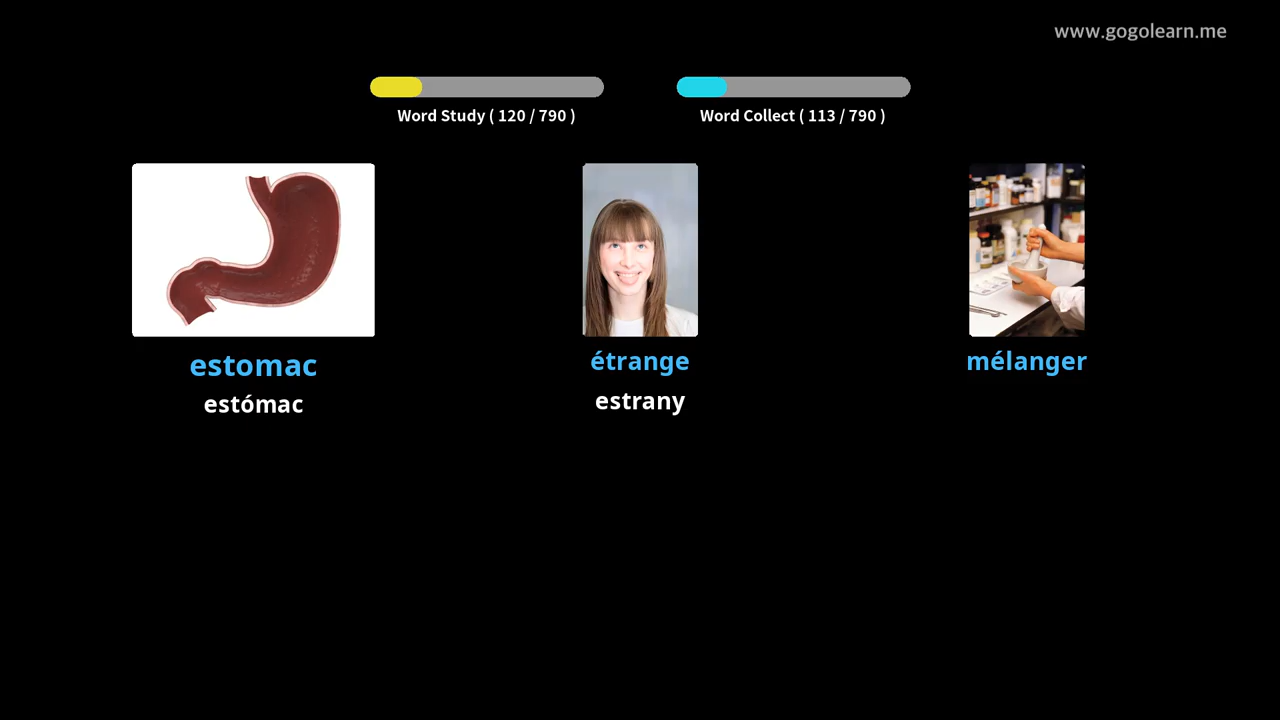 www.gogolearn.me
Word Study ( 120 / 790 )
Word Collect ( 113 / 790 )
estomac
estómac
étrange
estrany
mélanger